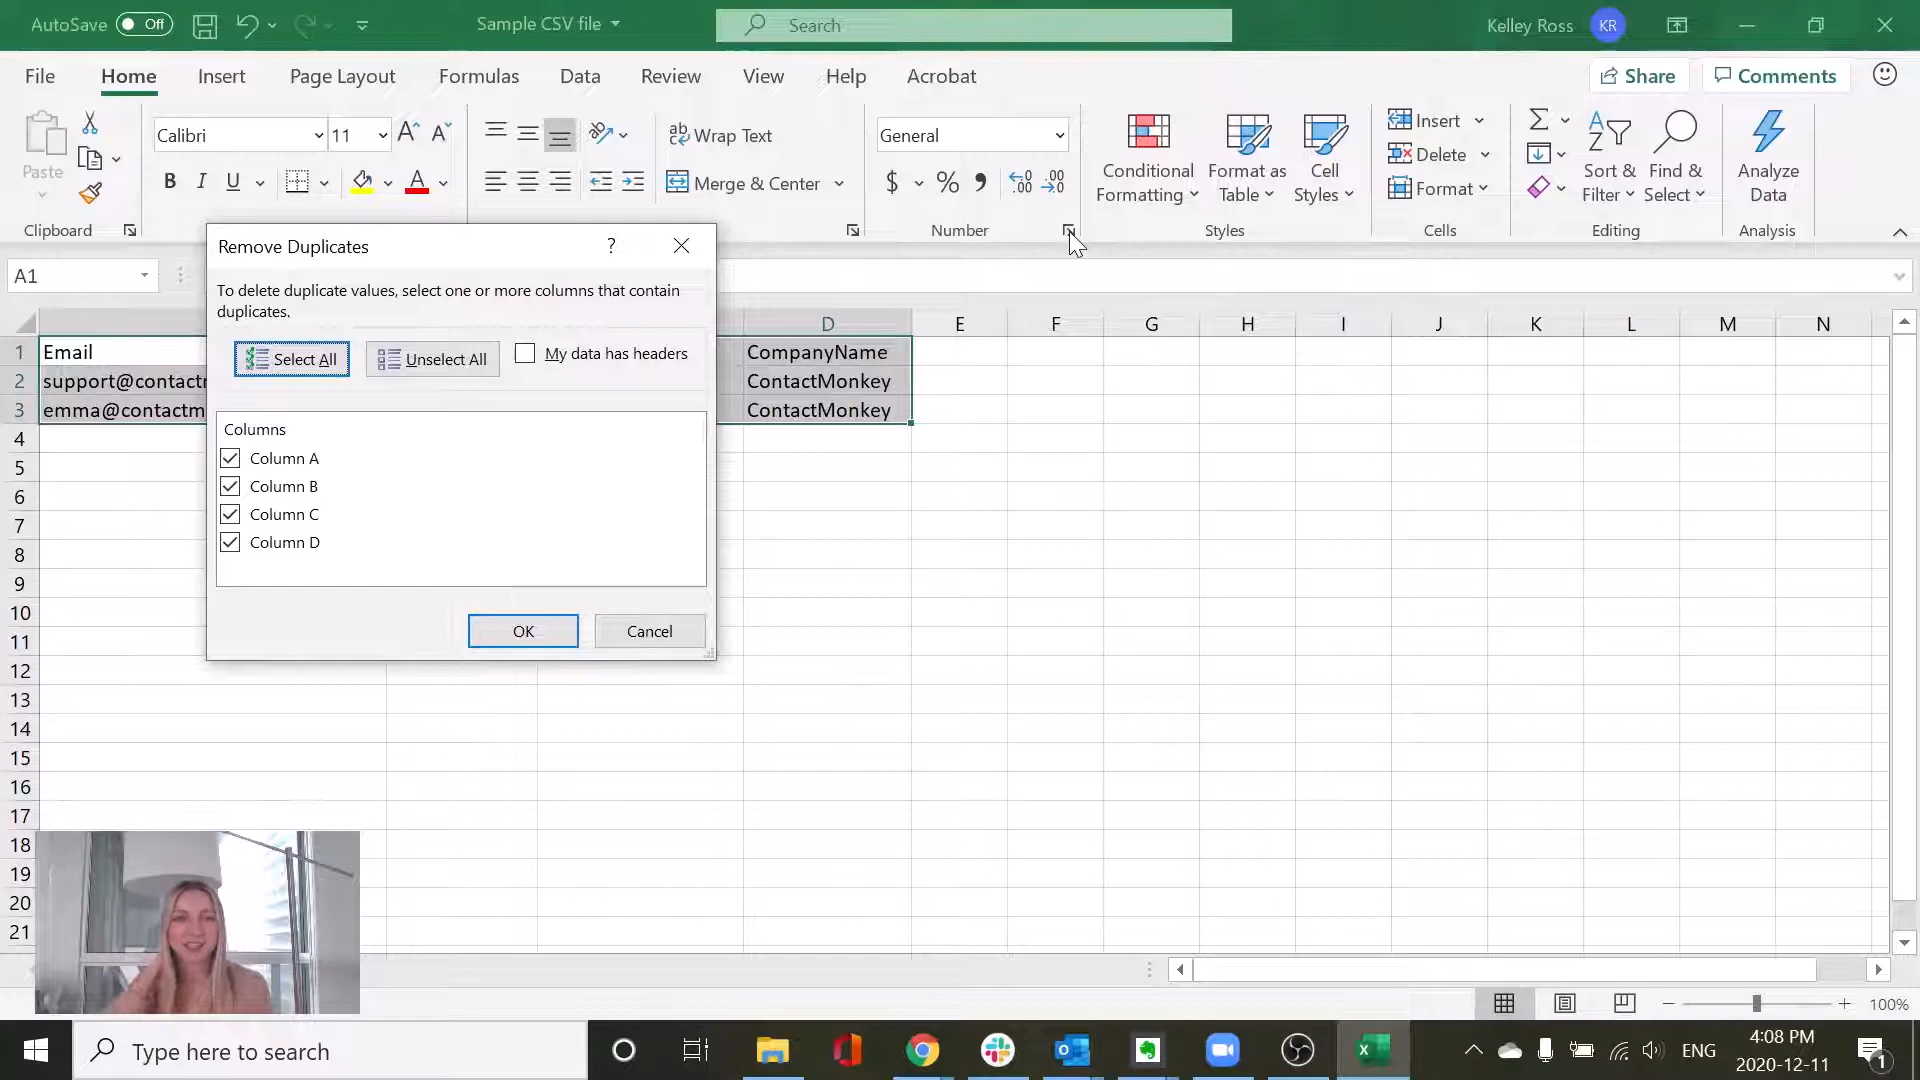 AutoSave Off Sample CSV file Search Kelley Ross KR
File Home Insert Page Layout Formulas Data Review View Help Acrobat Share Comments
Calibri 11 A A ab Wrap Text General Insert
Paste Conditional Formatting Format as Table Cell Styles Delete Sort & Filter Find & Select Analyze Data
B I U A Merge & Center $ % Format
Clipboard Number Styles Cells Editing Analysis
Remove Duplicates ?
A1
To delete duplicate values, select one or more columns that contain
duplicates.
Select All Unselect All My data has headers
Columns
Column A
Column B
Column C
Column D
OK Cancel
D E F G H I J K L M N
1 Email CompanyName
2 support@contact ContactMonkey
3 emma@contactm ContactMonkey
4
5
6
7
8
9
10
11
12
13
14
15
16
17
18
19
20
21
100%
Type here to search ENG 4:08 PM
2020-12-11 1